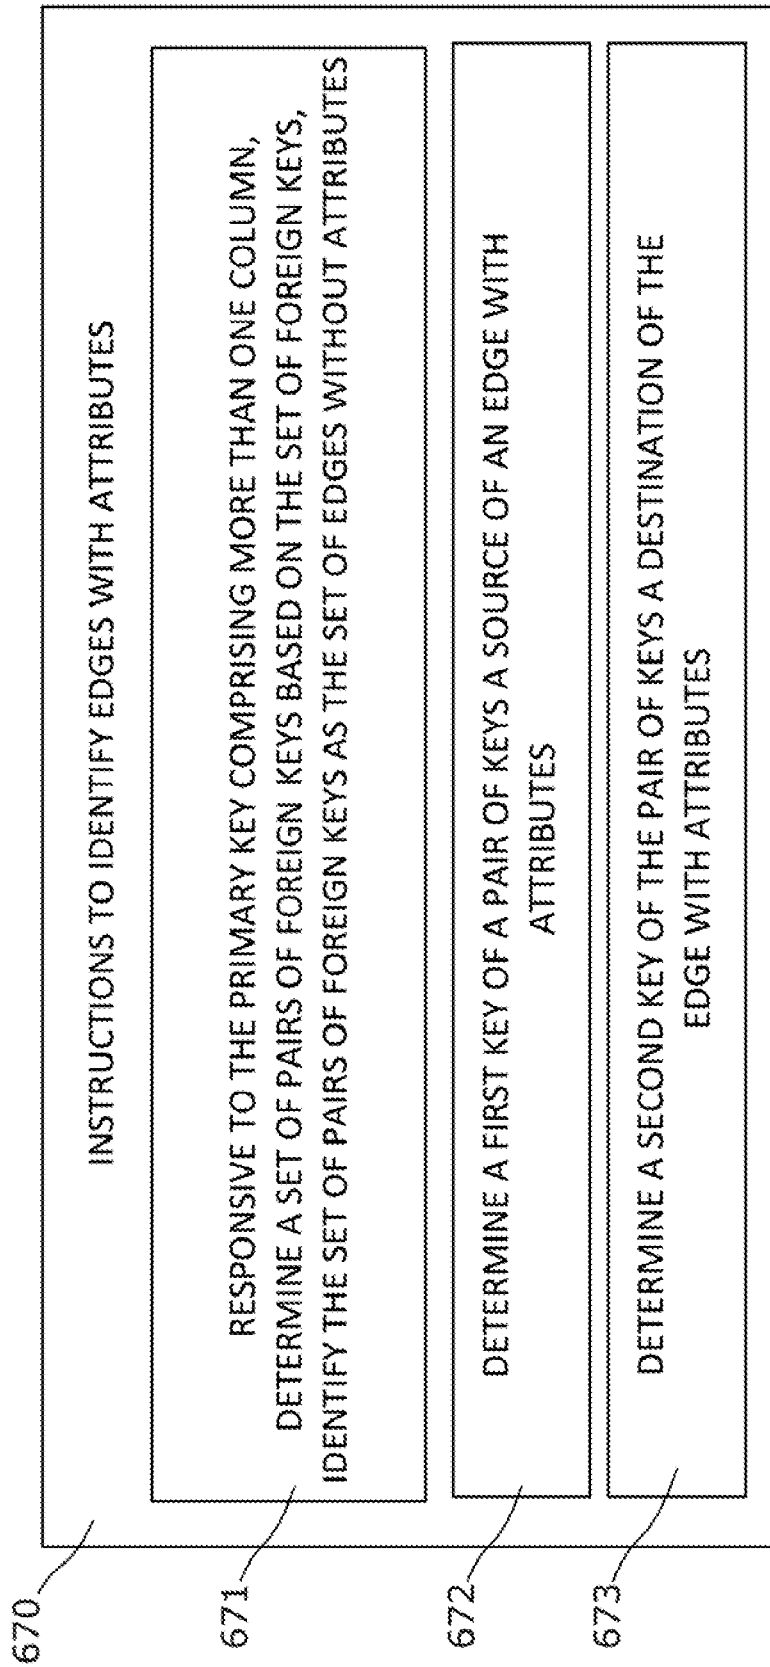 670
INSTRUCTIONS TO IDENTIFY EDGES WITH ATTRIBUTES
671
RESPONSIVE TO THE PRIMARY KEY COMPRISING MORE THAN ONE COLUMN,
DETERMINE A SET OF PAIRS OF FOREIGN KEYS BASED ON THE SET OF FOREIGN KEYS,
IDENTIFY THE SET OF PAIRS OF FOREIGN KEYS AS THE SET OF EDGES WITHOUT ATTRIBUTES
672
DETERMINE A FIRST KEY OF A PAIR OF KEYS A SOURCE OF AN EDGE WITH
ATTRIBUTES
673
DETERMINE A SECOND KEY OF THE PAIR OF KEYS A DESTINATION OF THE
EDGE WITH ATTRIBUTES